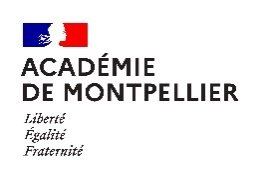 ACADÉMIE
DE MONTPELLIER
Liberté
Égalité
Fraternité